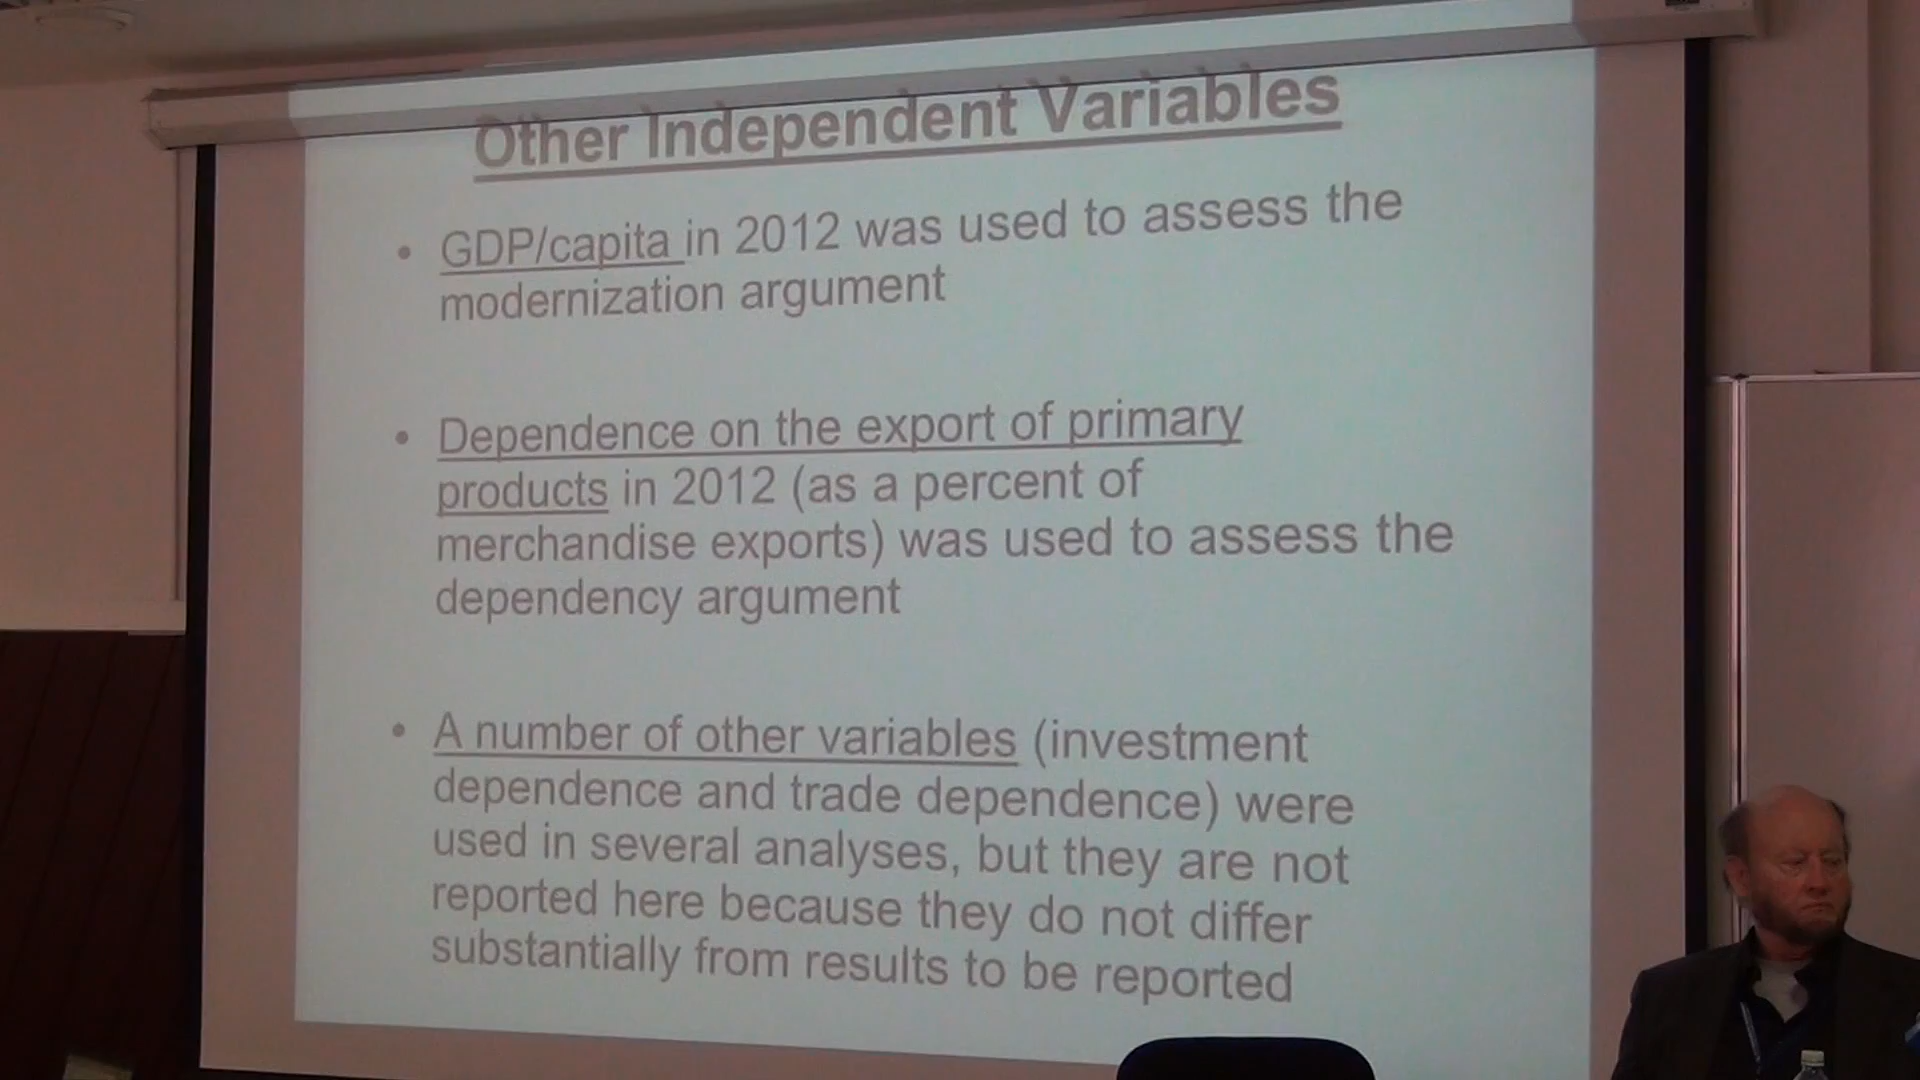 Other Independent Variables
• GDP/capita in 2012 was used to assess the
modernization argument
• Dependence on the export of primary
products in 2012 (as a percent of
merchandise exports) was used to assess the
dependency argument
• A number of other variables (investment
dependence and trade dependence) were
used in several analyses, but they are not
reported here because they do not differ
substantially from results to be reported